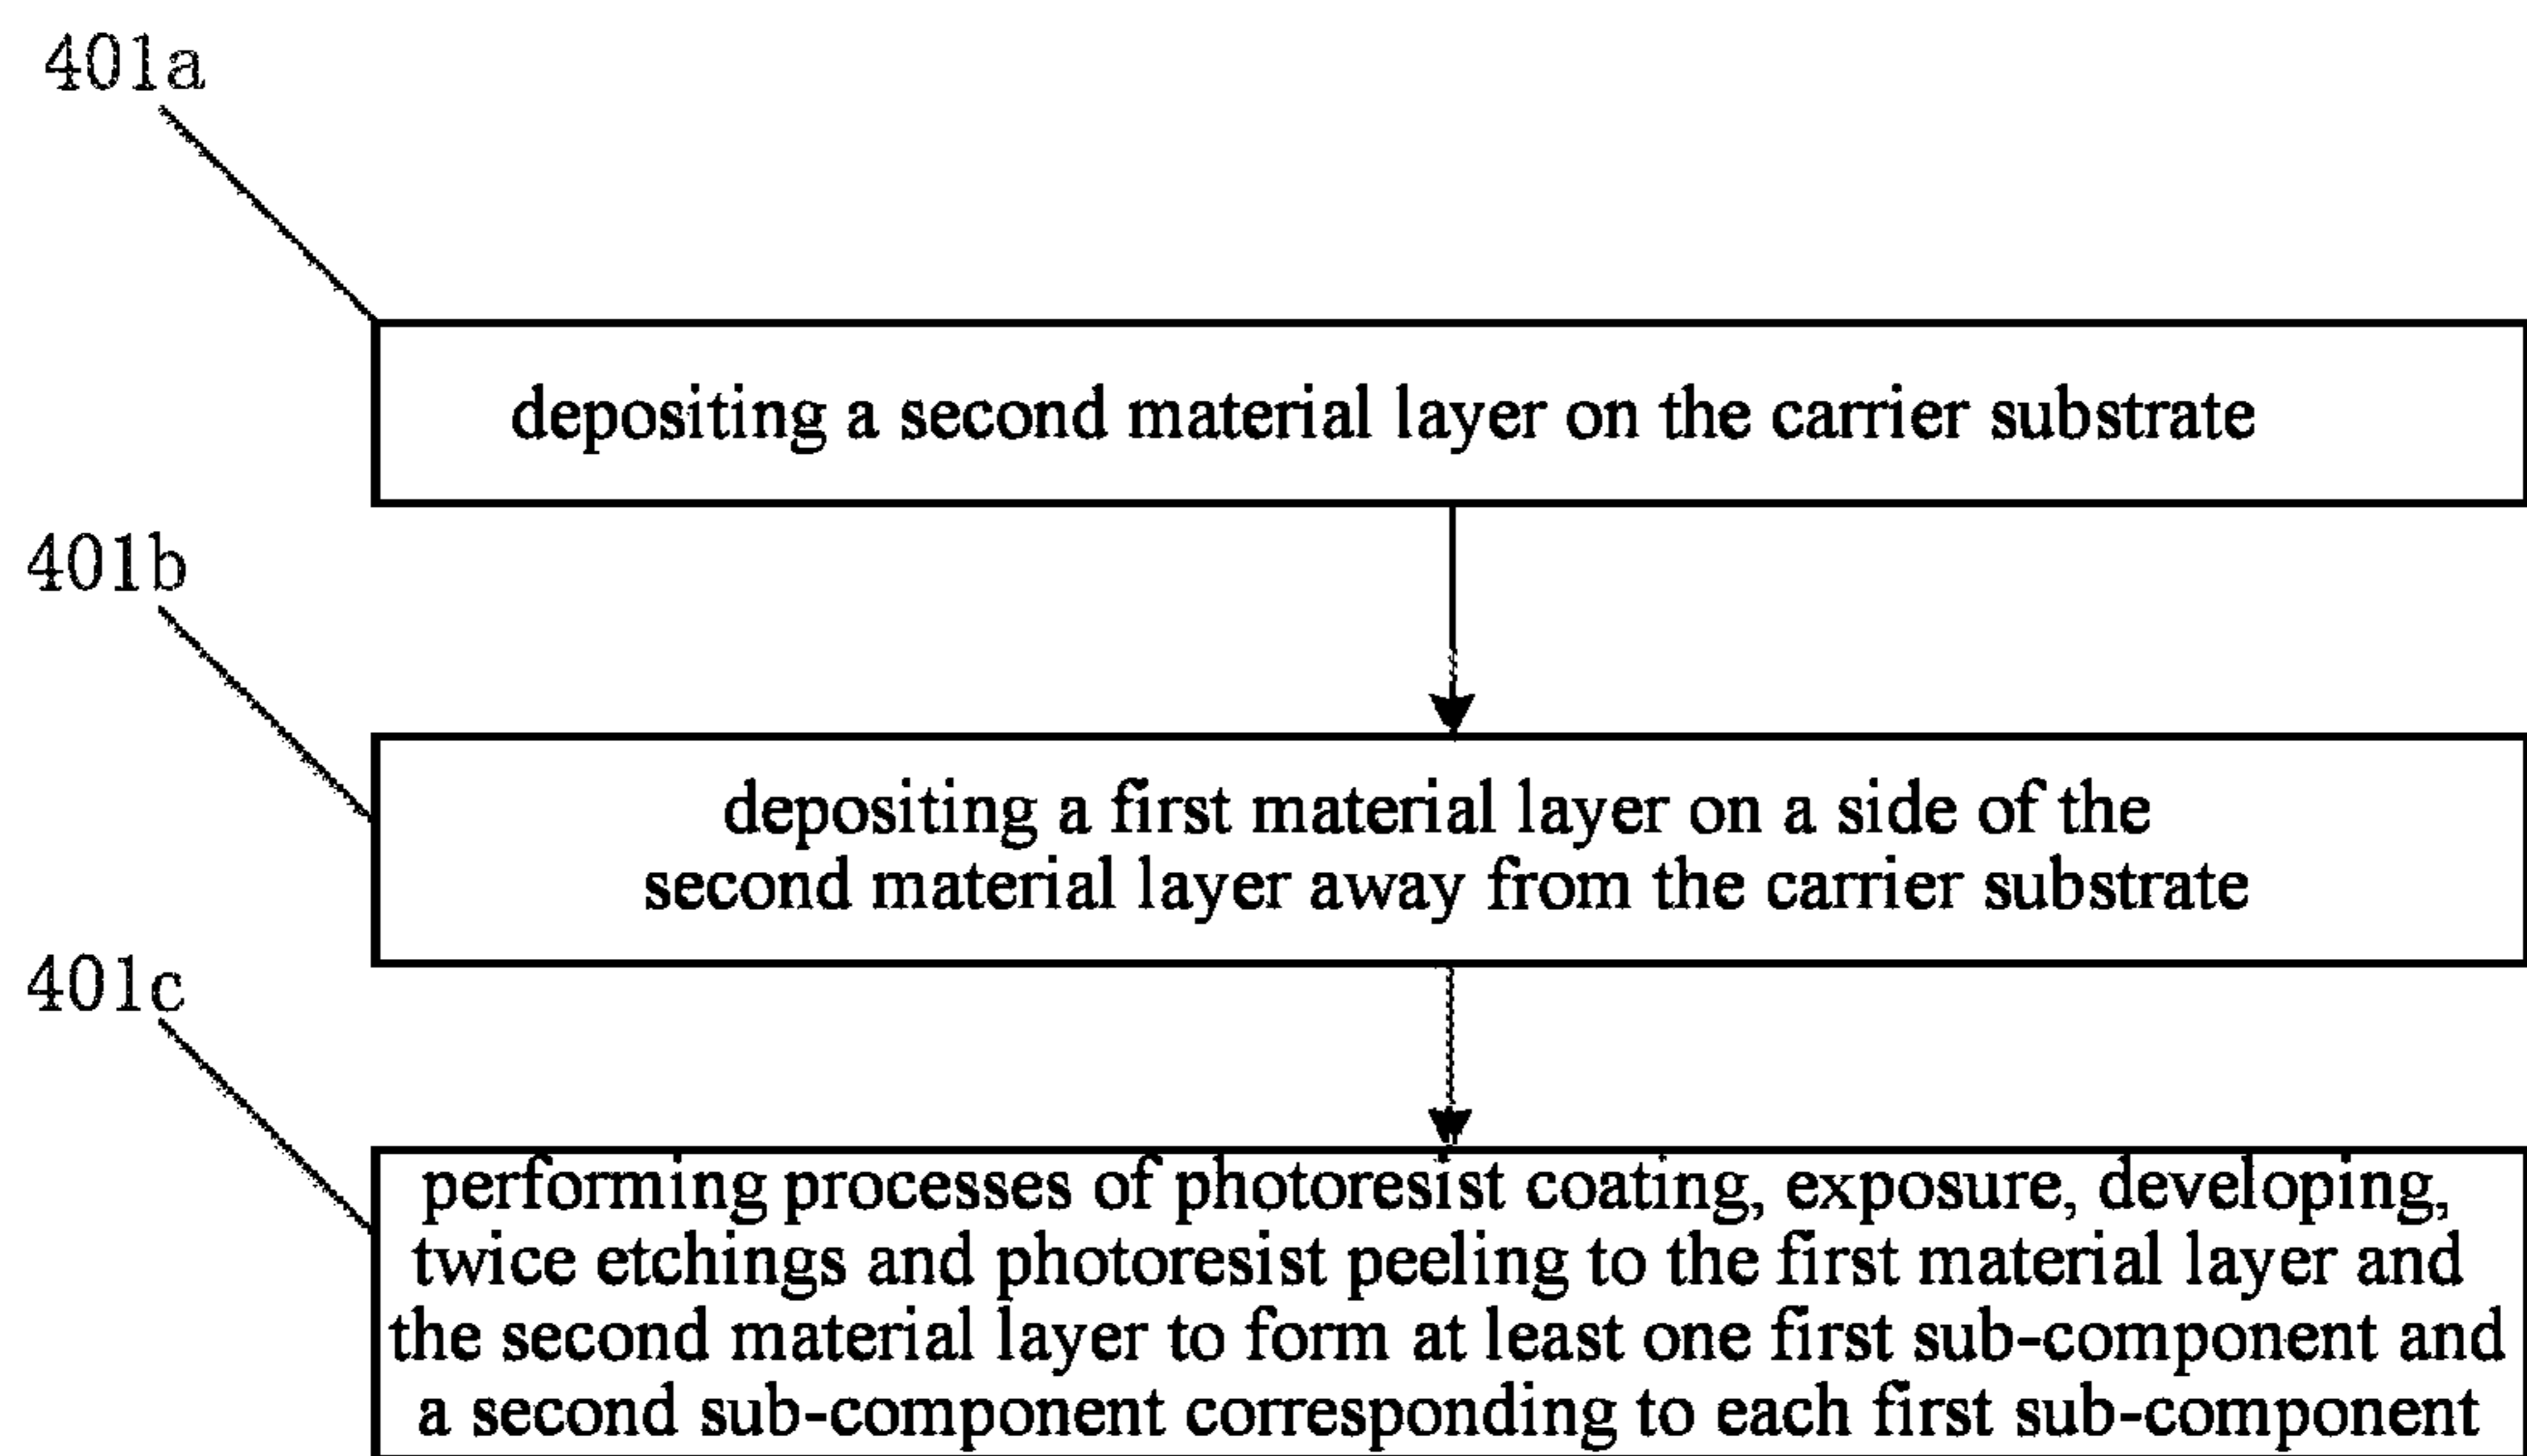 401a
depositing a second material layer on the carrier substrate
401b
depositing a first material layer on a side of the
second material layer away from the carrier substrate
401c
performing processes of photoresist coating, exposure, developing,
twice etchings and photoresist peeling to the first material layer and
the second material layer to form at least one first sub-component and
a second sub-component corresponding to each first sub-component